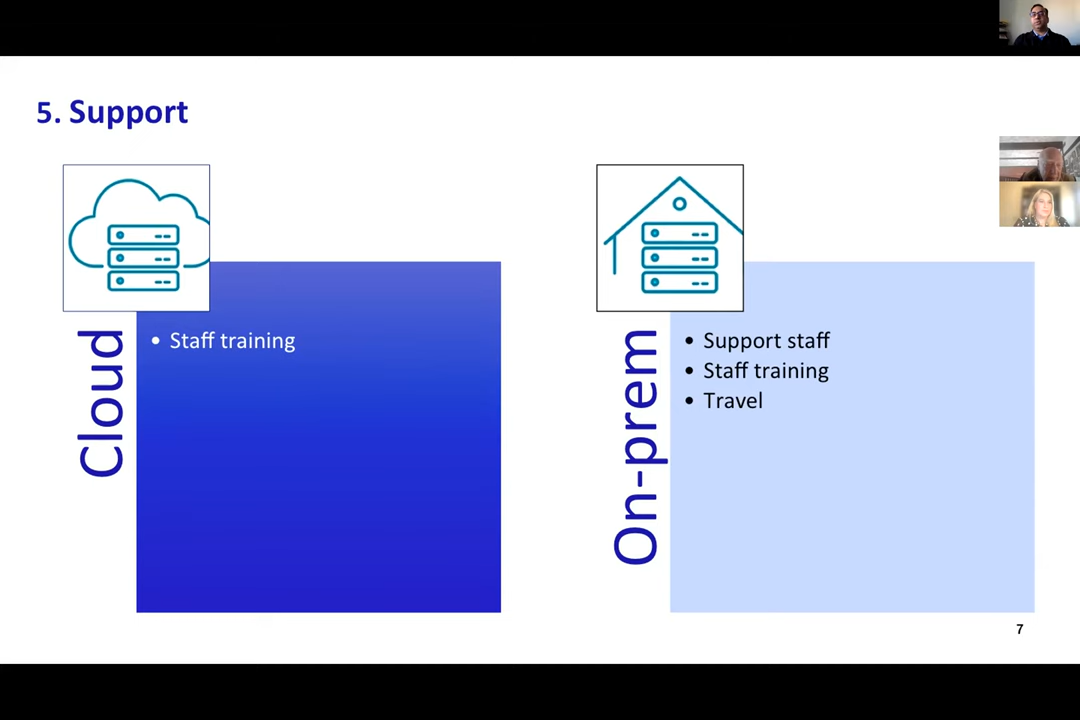 5. Support
Cloud
• Staff training
On-prem
• Support staff
• Staff training
• Travel
7